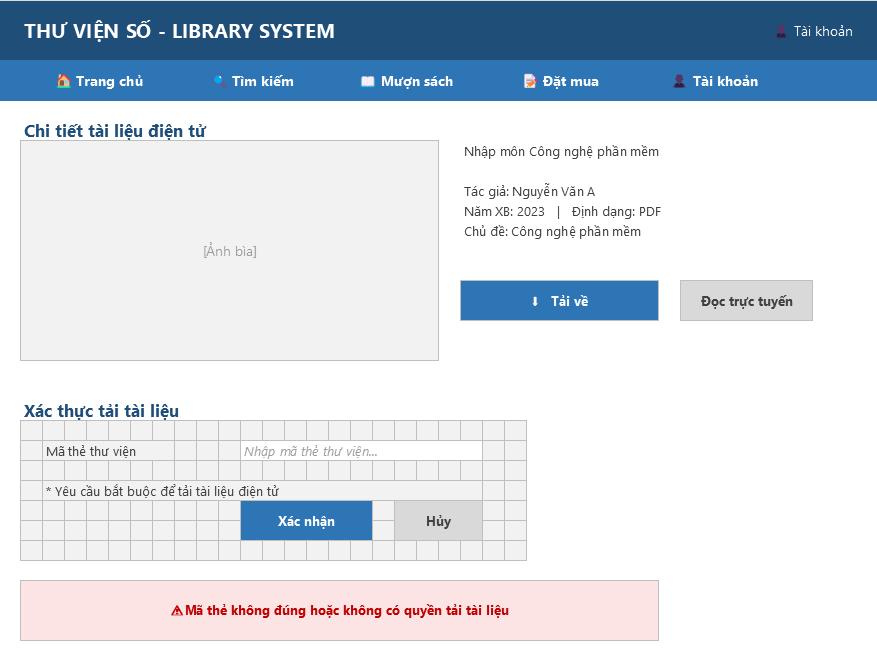 THƯ VIỆN SỐ - LIBRARY SYSTEM
Tài khoản
Trang chủ
Tìm kiếm
Mượn sách
Đặt mua
Tài khoản
Chi tiết tài liệu điện tử
[Ảnh bìa]
Nhập môn Công nghệ phần mềm
Tác giả: Nguyễn Văn A
Năm XB: 2023 | Định dạng: PDF
Chủ đề: Công nghệ phần mềm
⬇ Tải về
Đọc trực tuyến
Xác thực tải tài liệu
Mã thẻ thư viện
Nhập mã thẻ thư viện...
* Yêu cầu bắt buộc để tải tài liệu điện tử
Xác nhận
Hủy
⚠ Mã thẻ không đúng hoặc không có quyền tải tài liệu